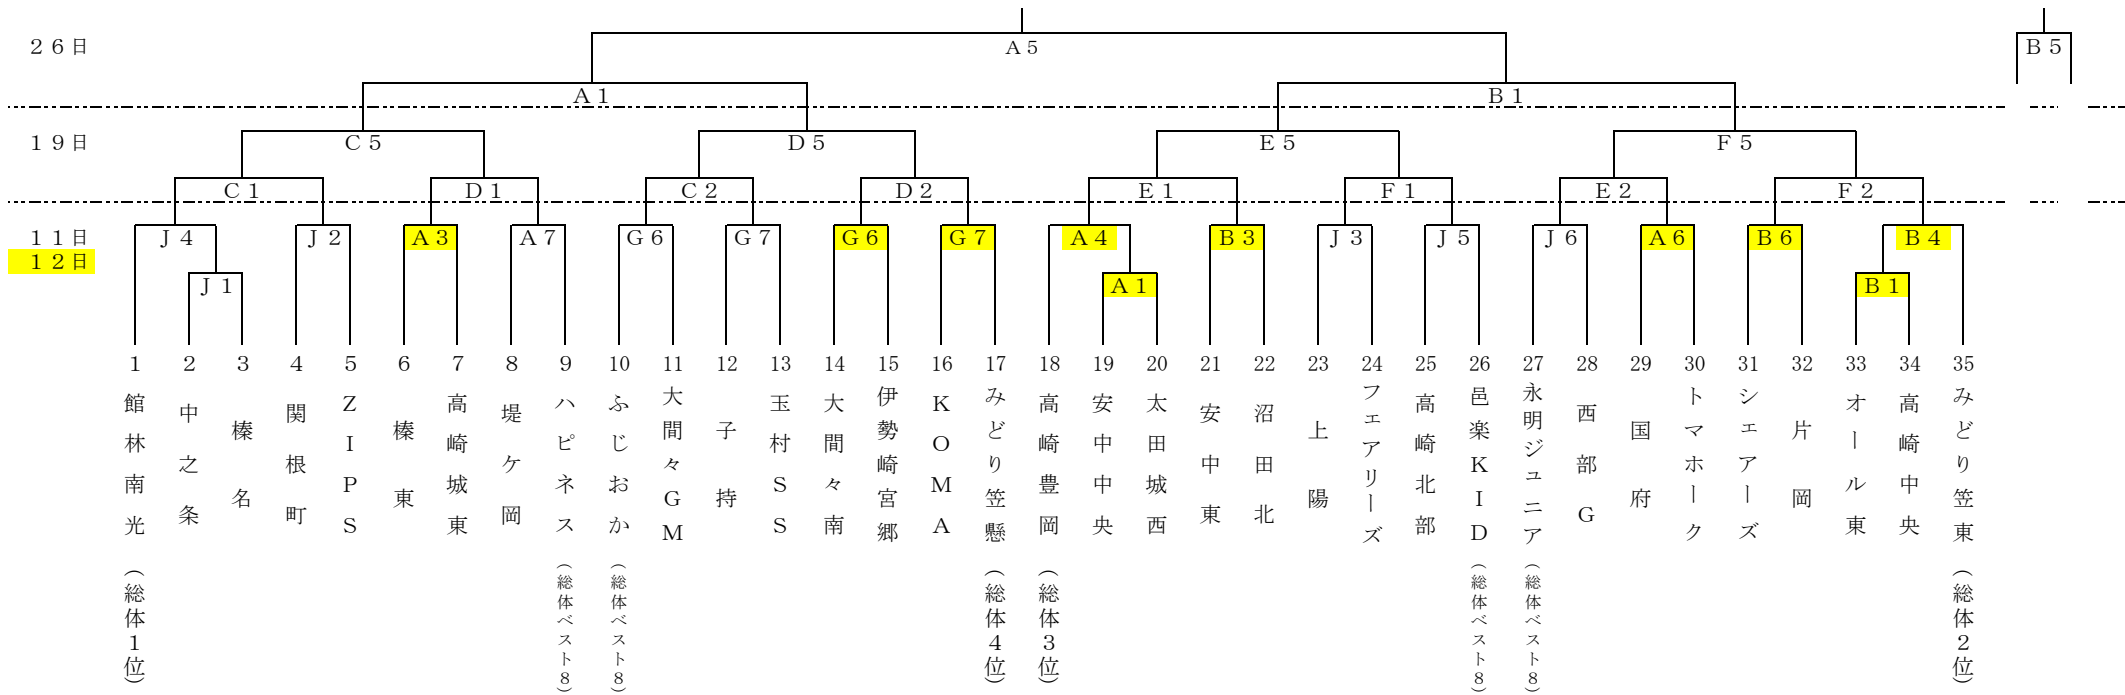 ２６日
Ａ５
Ｂ５
Ａ１
Ｂ１
１９日
Ｃ５
Ｄ５
Ｅ５
Ｆ５
Ｃ１
Ｄ１
Ｃ２
Ｄ２
Ｅ１
Ｆ１
Ｅ２
Ｆ２
１１日
Ｊ４
Ｊ２
Ａ３
Ａ７
Ｇ６
Ｇ７
Ｇ６
Ｇ７
Ａ４
Ｂ３
Ｊ３
Ｊ５
Ｊ６
Ａ６
Ｂ６
Ｂ４
１２日
Ｊ１
Ａ１
Ｂ１
1 館林南光（総体１位）
2 中之条
3 榛名
4 関根町
5 ＺＩＰＳ
6 榛東
7 高崎城東
8 堤ケ岡
9 ハピネス（総体ベスト８）
10 ふじおか（総体ベスト８）
11 大間々ＧＭ
12 子持
13 玉村ＳＳ
14 大間々南
15 伊勢崎宮郷
16 ＫＯＭＡ
17 みどり笠懸（総体４位）
18 高崎豊岡（総体３位）
19 安中中央
20 太田城西
21 安中東
22 沼田北
23 上陽
24 フェアリーズ
25 高崎北部
26 邑楽ＫＩＤ（総体ベスト８）
27 永明ジュニア（総体ベスト８）
28 西部Ｇ
29 国府
30 トマホーク
31 シェアーズ
32 片岡
33 オール東
34 高崎中央
35 みどり笠東（総体２位）